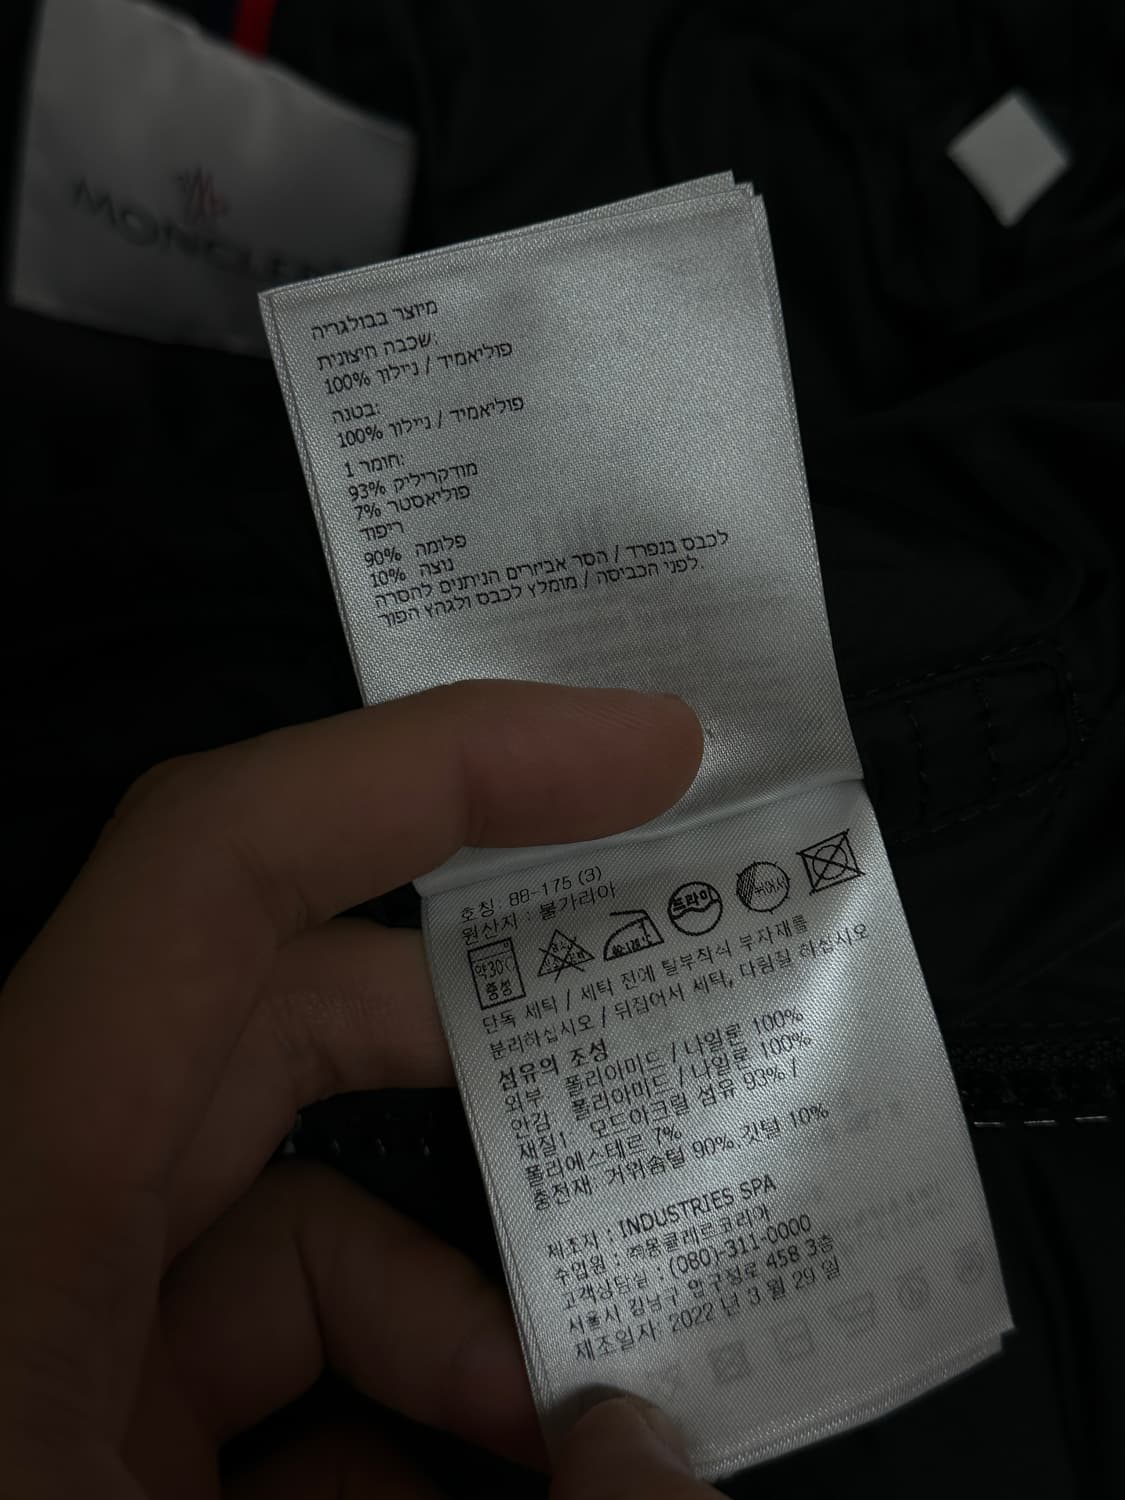 MONCLER
מיוצר בבולגריה
שכבה חיצונית:
100% פוליאמיד / ניילון
בטנה:
100% פוליאמיד / ניילון
חומר 1:
93% מודקריליק
7% פוליאסטר
ריפוד
90% פלומה
10% נוצה
לכבס בנפרד / הסר אביזרים הניתנים להסרה
לפני הכביסה / מומלץ לכבס ולגהץ הפוך.
호칭: 88-175 (3)
원산지 : 불가리아
약30℃
중성
드라이
뉘어서
단독 세탁 / 세탁 전에 탈부착식 부자재를
분리하십시오 / 뒤집어서 세탁, 다림질 하십시오
섬유의 조성
외부 폴리아미드 / 나일론 100%
안감 폴리아미드 / 나일론 100%
재질1 모드아크릴 섬유 93% /
폴리에스테르 7%
충전재 거위솜털 90% 깃털 10%
제조자 : INDUSTRIES SPA
수입원 : ㈜몽클레르코리아
고객상담실 : (080)-311-0000
서울시 강남구 압구정로 458 3층
제조일자: 2022 년 3 월 29 일